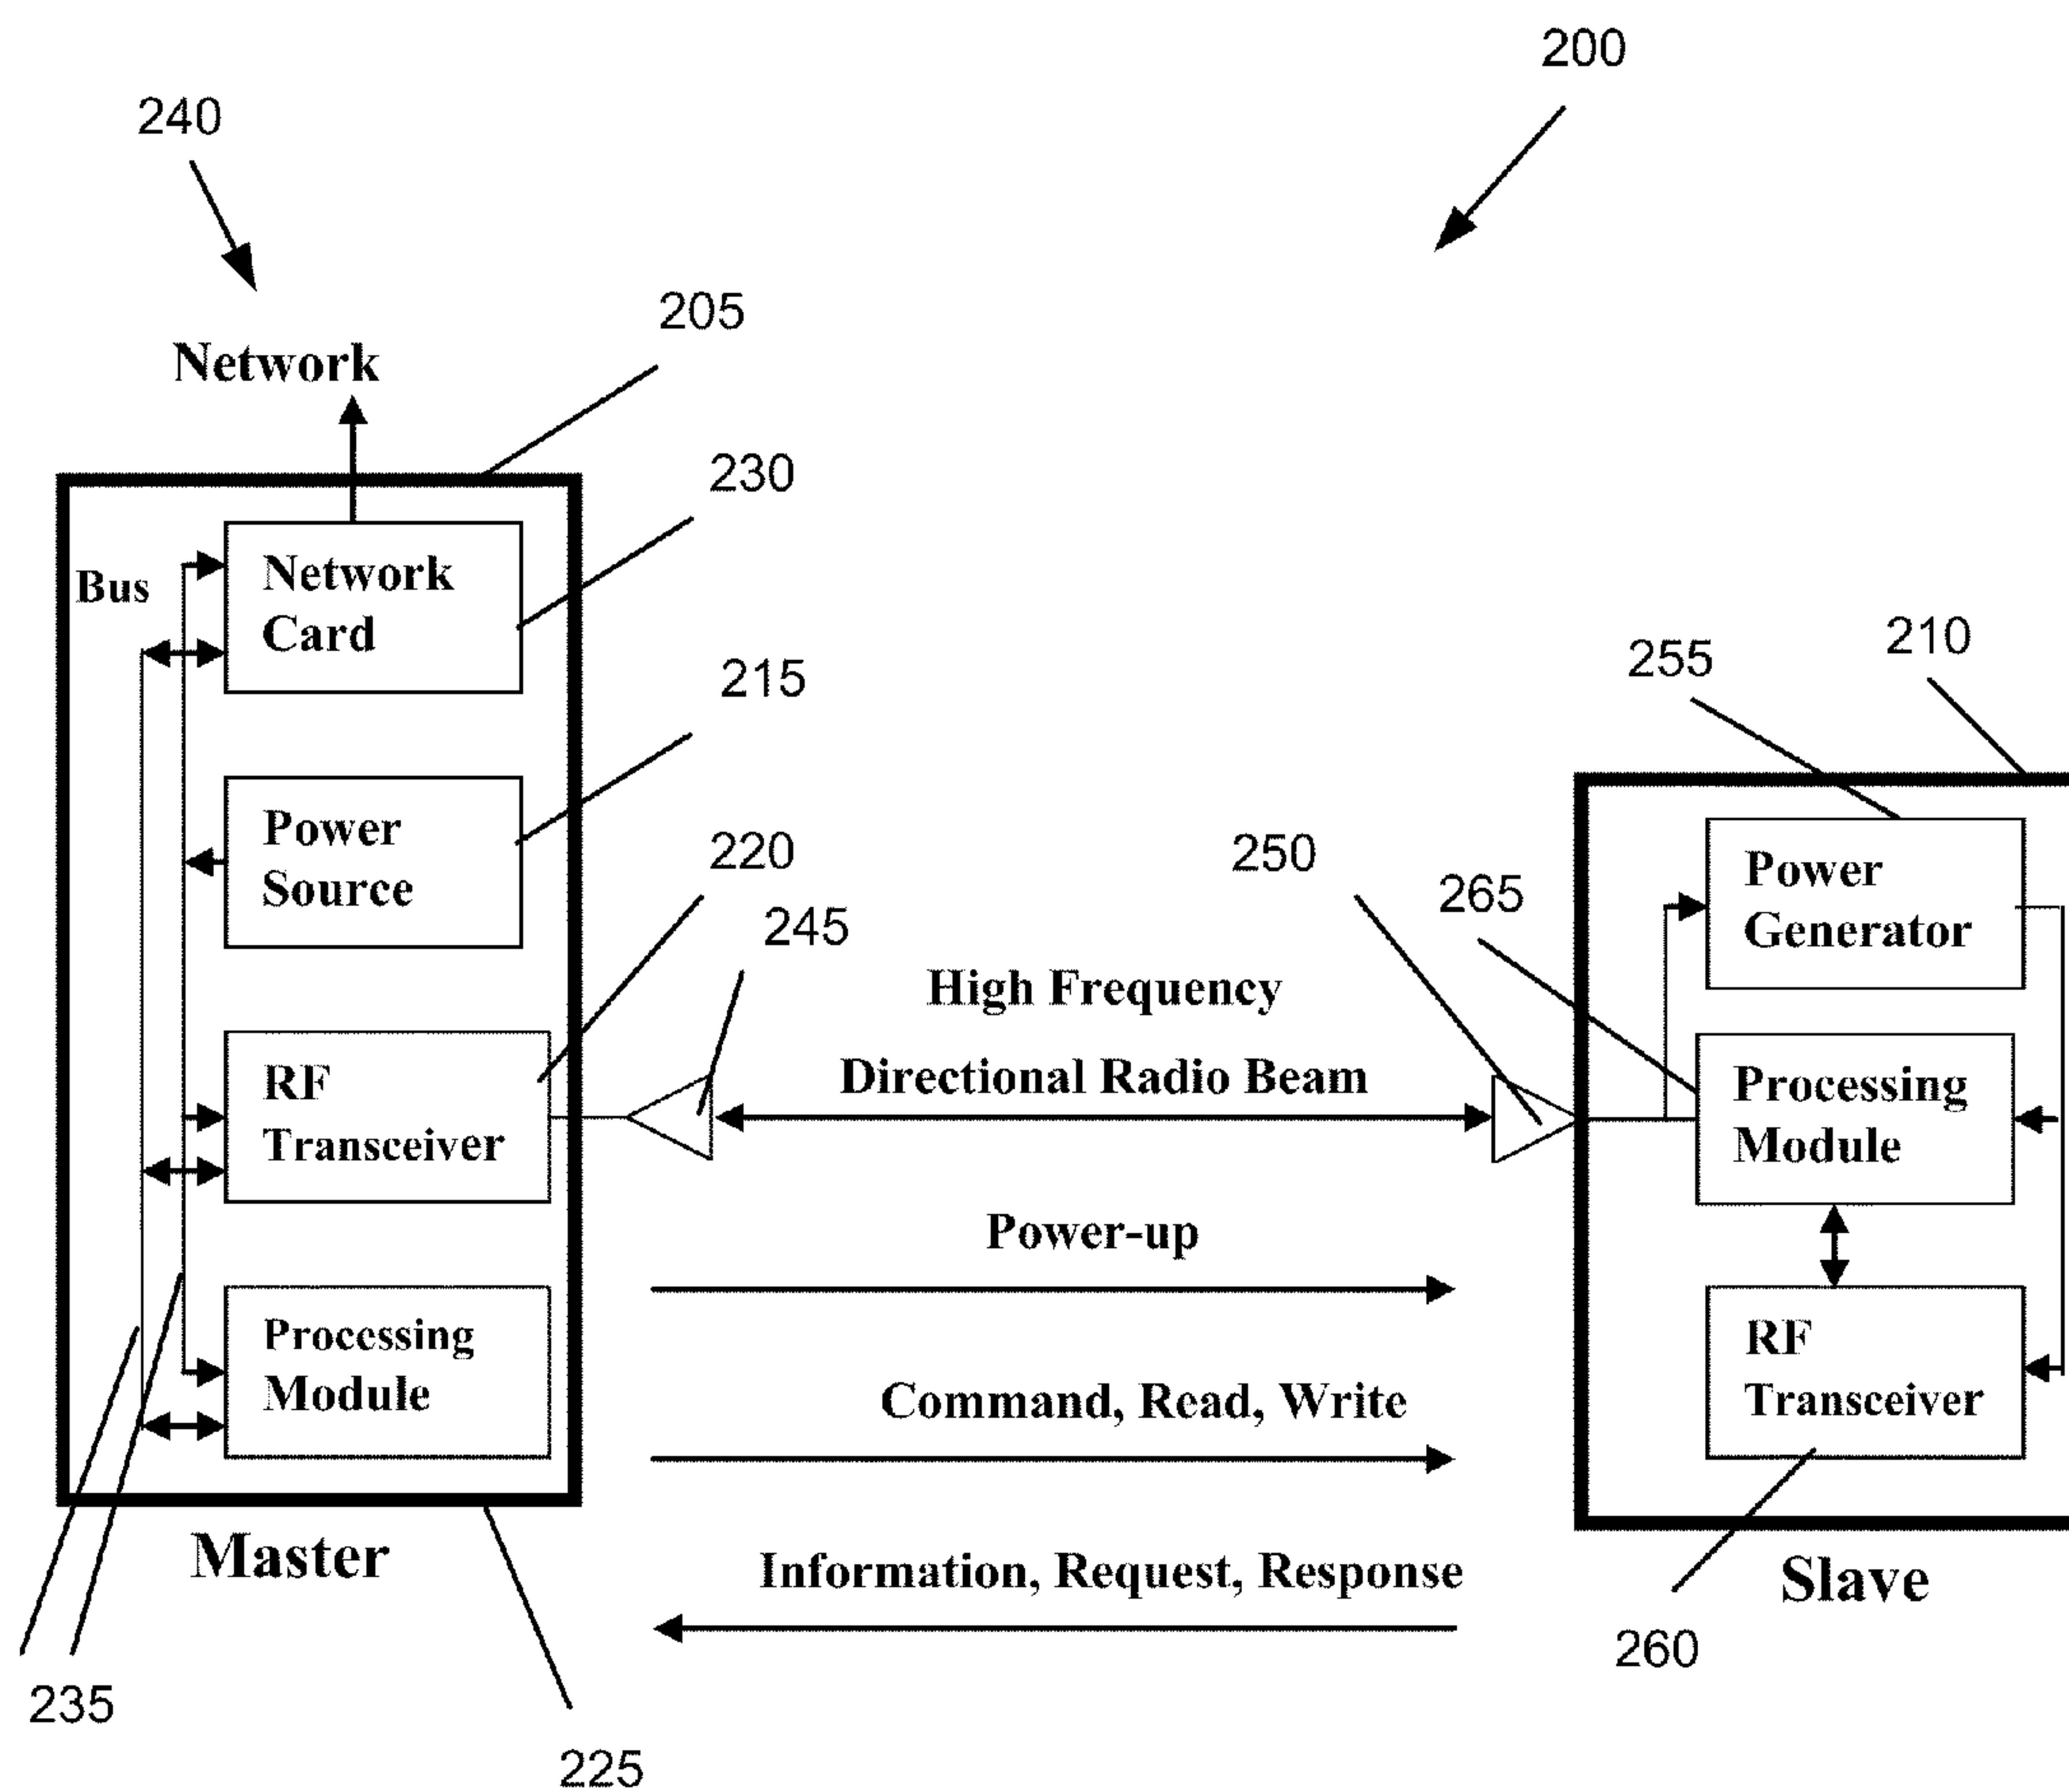 200
240
205
Network
230
Bus
Network
Card
215
210
255
Power
Source
220
245
250
265
Power
Generator
High Frequency
Directional Radio Beam
RF
Transceiver
Processing
Module
Power-up
Processing
Module
RF
Transceiver
Command, Read, Write
Master
Information, Request, Response
Slave
260
235
225